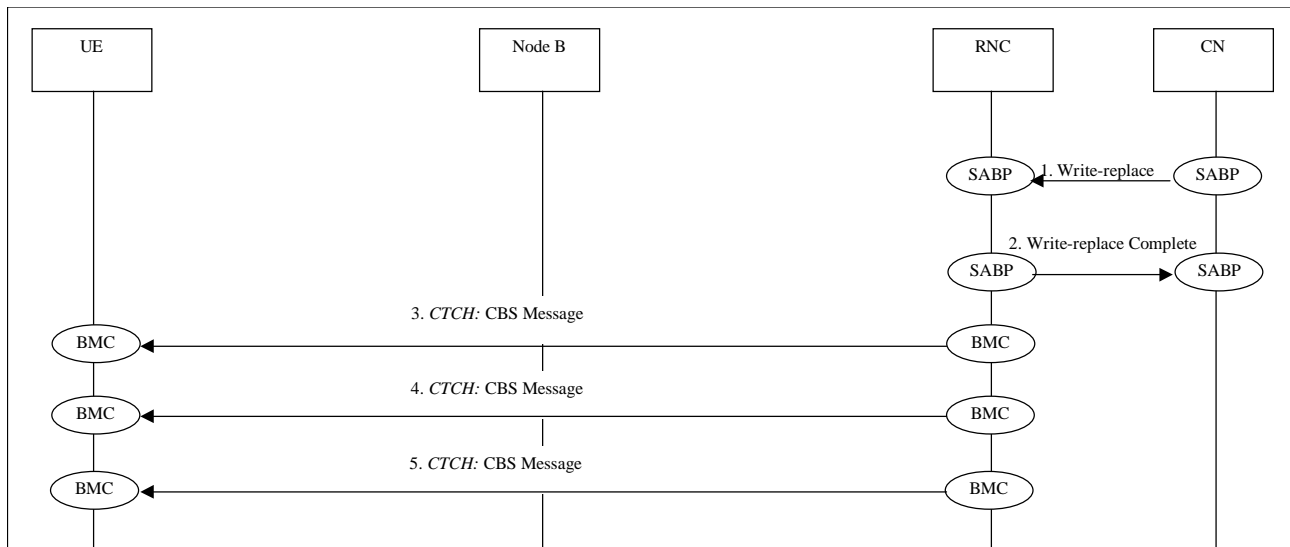 UE
Node B
RNC
CN
SABP
1. Write-replace
SABP
2. Write-replace Complete
SABP
SABP
3. CTCH: CBS Message
BMC
BMC
4. CTCH: CBS Message
BMC
BMC
5. CTCH: CBS Message
BMC
BMC